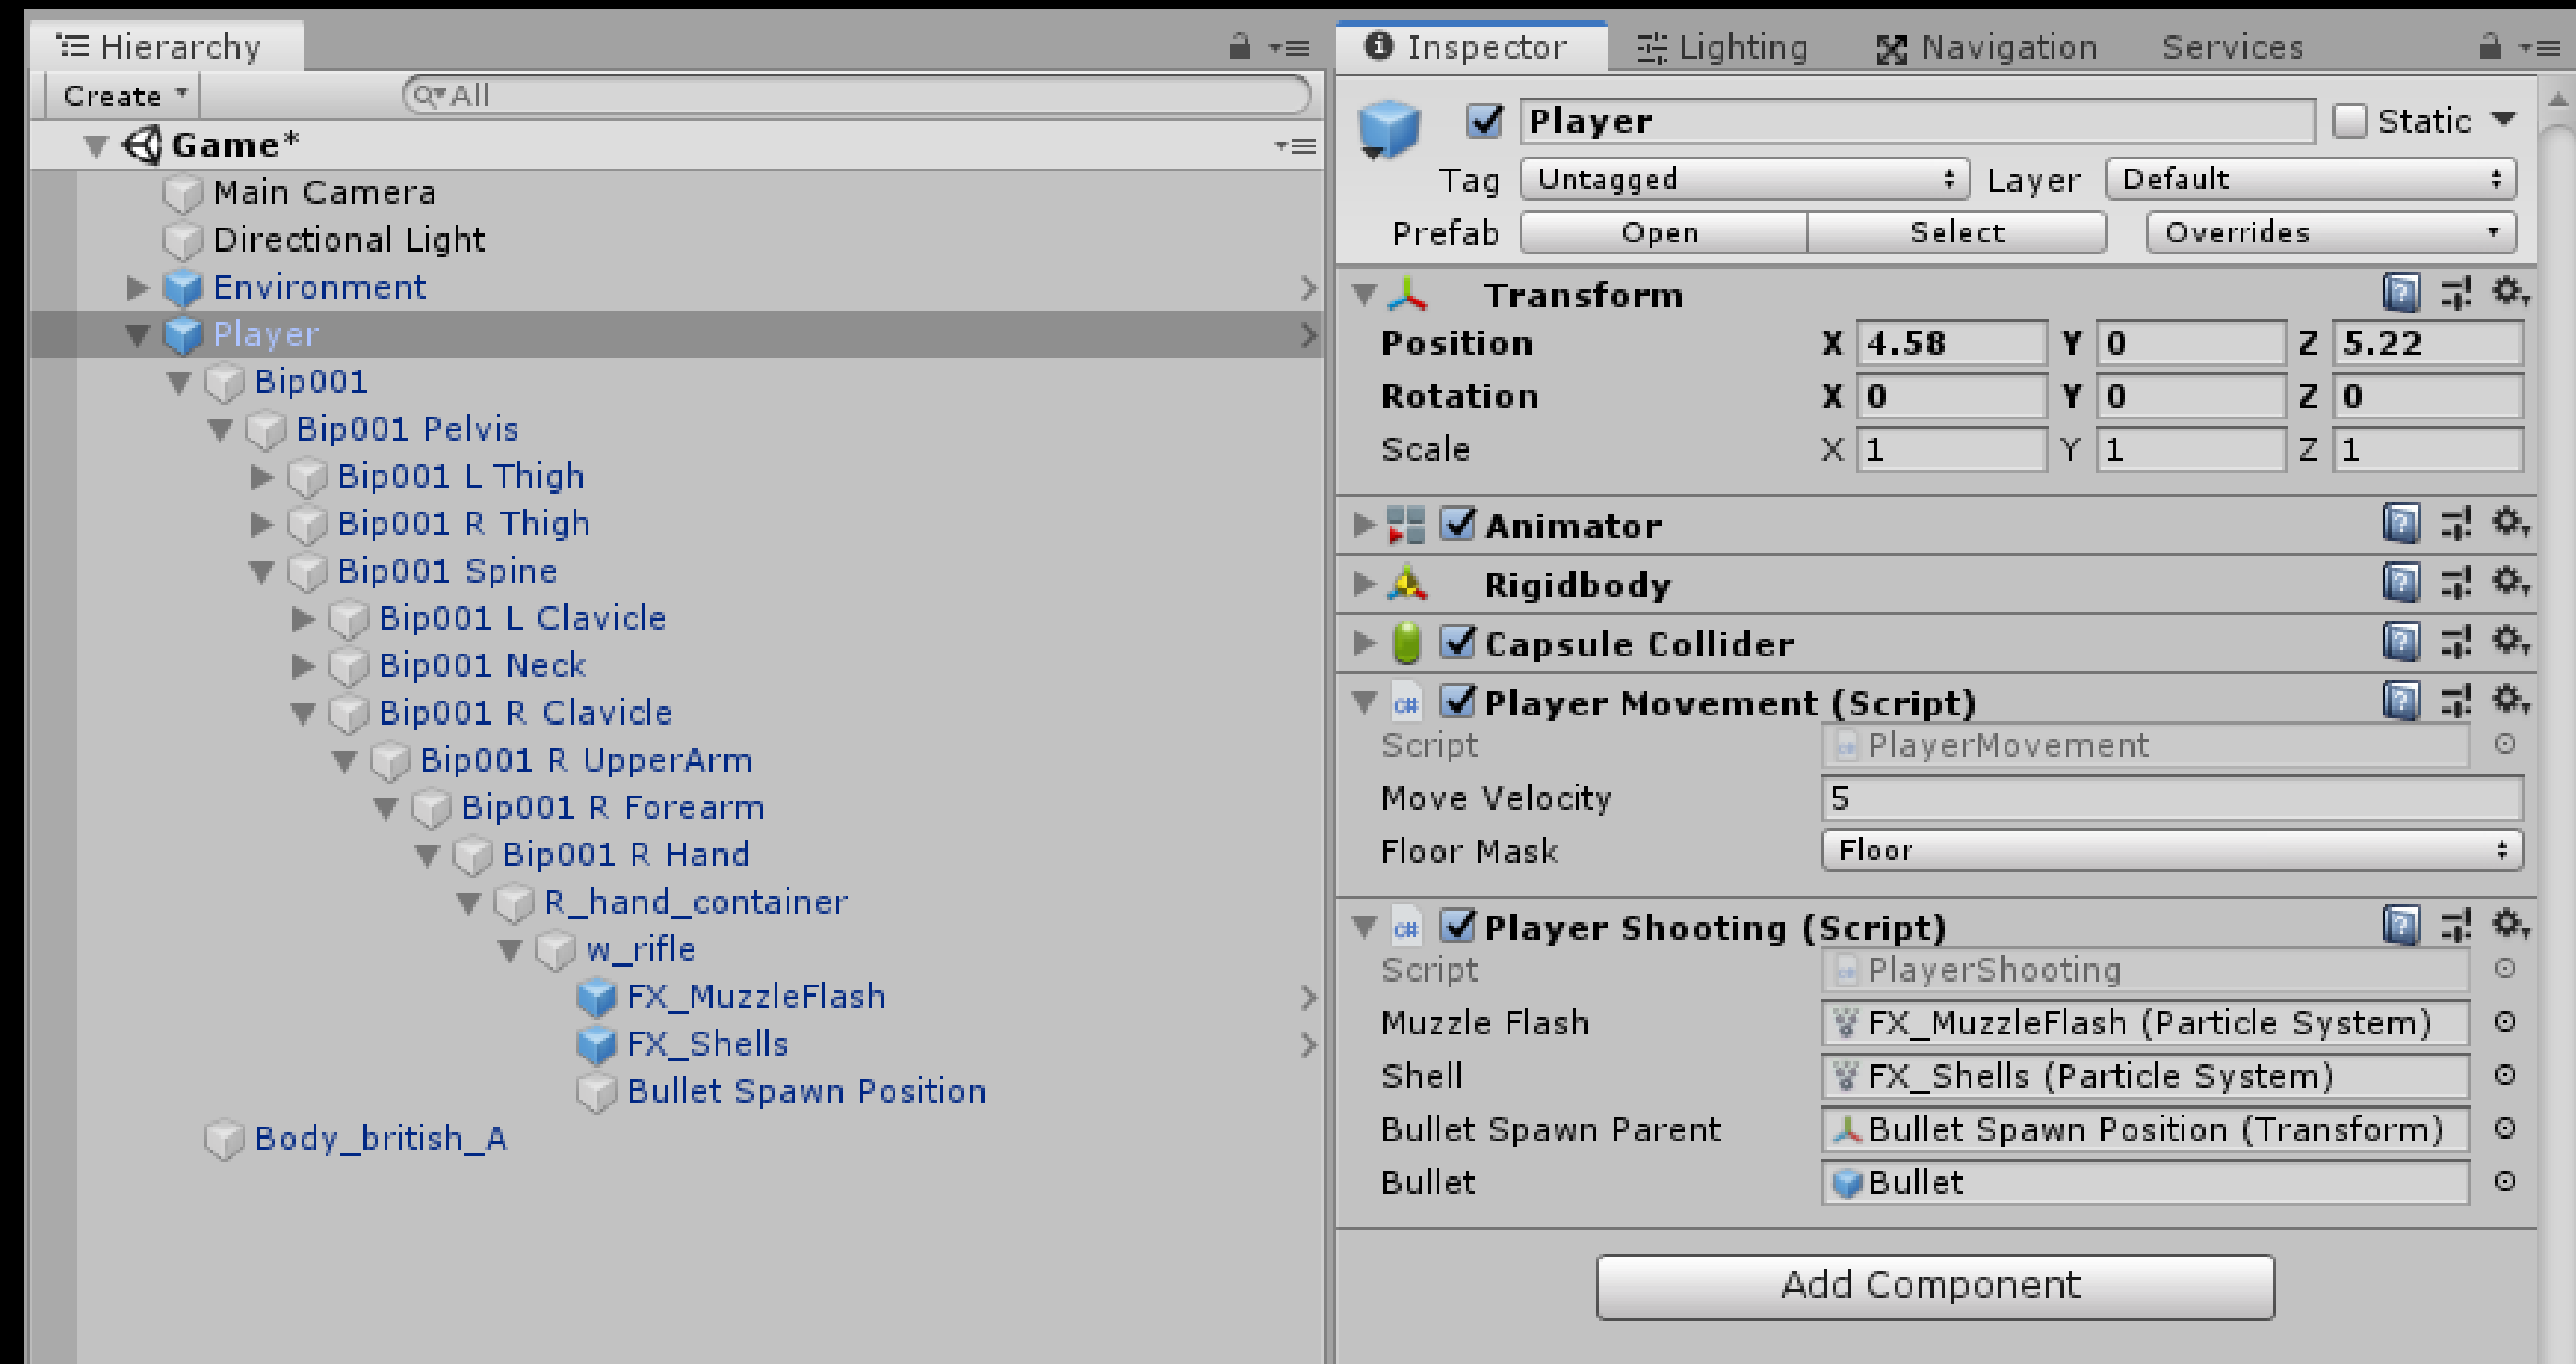 Hierarchy
Create
All
Game*
Main Camera
Directional Light
Environment
Player
Bip001
Bip001 Pelvis
Bip001 L Thigh
Bip001 R Thigh
Bip001 Spine
Bip001 L Clavicle
Bip001 Neck
Bip001 R Clavicle
Bip001 R UpperArm
Bip001 R Forearm
Bip001 R Hand
R_hand_container
w_rifle
FX_MuzzleFlash
FX_Shells
Bullet Spawn Position
Body_british_A
Inspector Lighting Navigation Services
Player Static
Tag Untagged Layer Default
Prefab Open Select Overrides
Transform
Position X 4.58 Y 0 Z 5.22
Rotation X 0 Y 0 Z 0
Scale X 1 Y 1 Z 1
Animator
Rigidbody
Capsule Collider
C# Player Movement (Script)
Script PlayerMovement
Move Velocity 5
Floor Mask Floor
C# Player Shooting (Script)
Script PlayerShooting
Muzzle Flash FX_MuzzleFlash (Particle System)
Shell FX_Shells (Particle System)
Bullet Spawn Parent Bullet Spawn Position (Transform)
Bullet Bullet
Add Component